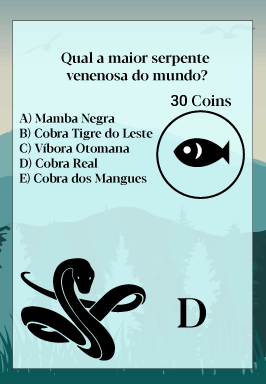 Qual a maior serpente
venenosa do mundo?
30 Coins
A) Mamba Negra
B) Cobra Tigre do Leste
C) Víbora Otomana
D) Cobra Real
E) Cobra dos Mangues
D